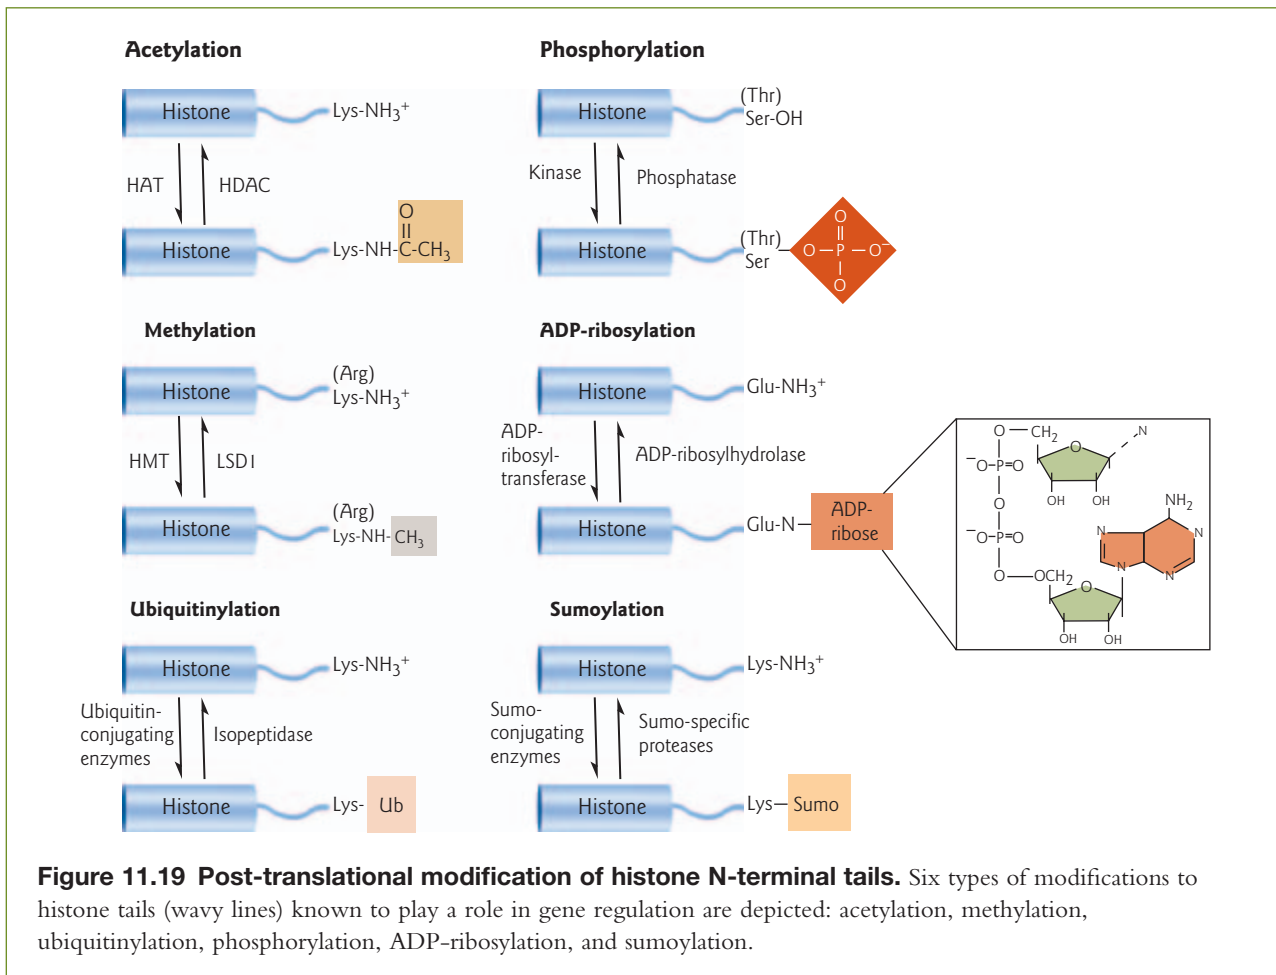 Acetylation
Histone
Lys-NH₃⁺
HAT
HDAC
Histone
Lys-NH-C-CH₃
O
Phosphorylation
Histone
(Thr)
Ser-OH
Kinase
Phosphatase
Histone
(Thr)
Ser
O
O – P – O⁻
O
Methylation
Histone
(Arg)
Lys-NH₃⁺
HMT
LSD1
Histone
(Arg)
Lys-NH-CH₃
ADP-ribosylation
Histone
Glu-NH₃⁺
ADP-
ribosyl-
transferase
ADP-ribosylhydrolase
Histone
Glu-N–
ADP-
ribose
O—CH₂
O
N
⁻O–P=O
OH OH
O
NH₂
⁻O–P=O
N
N
O—OCH₂
N
N
O
OH OH
Ubiquitinylation
Histone
Lys-NH₃⁺
Ubiquitin-
conjugating
enzymes
Isopeptidase
Histone
Lys-
Ub
Sumoylation
Histone
Lys-NH₃⁺
Sumo-
conjugating
enzymes
Sumo-specific
proteases
Histone
Lys—
Sumo
Figure 11.19 Post-translational modification of histone N-terminal tails. Six types of modifications to
histone tails (wavy lines) known to play a role in gene regulation are depicted: acetylation, methylation,
ubiquitinylation, phosphorylation, ADP-ribosylation, and sumoylation.